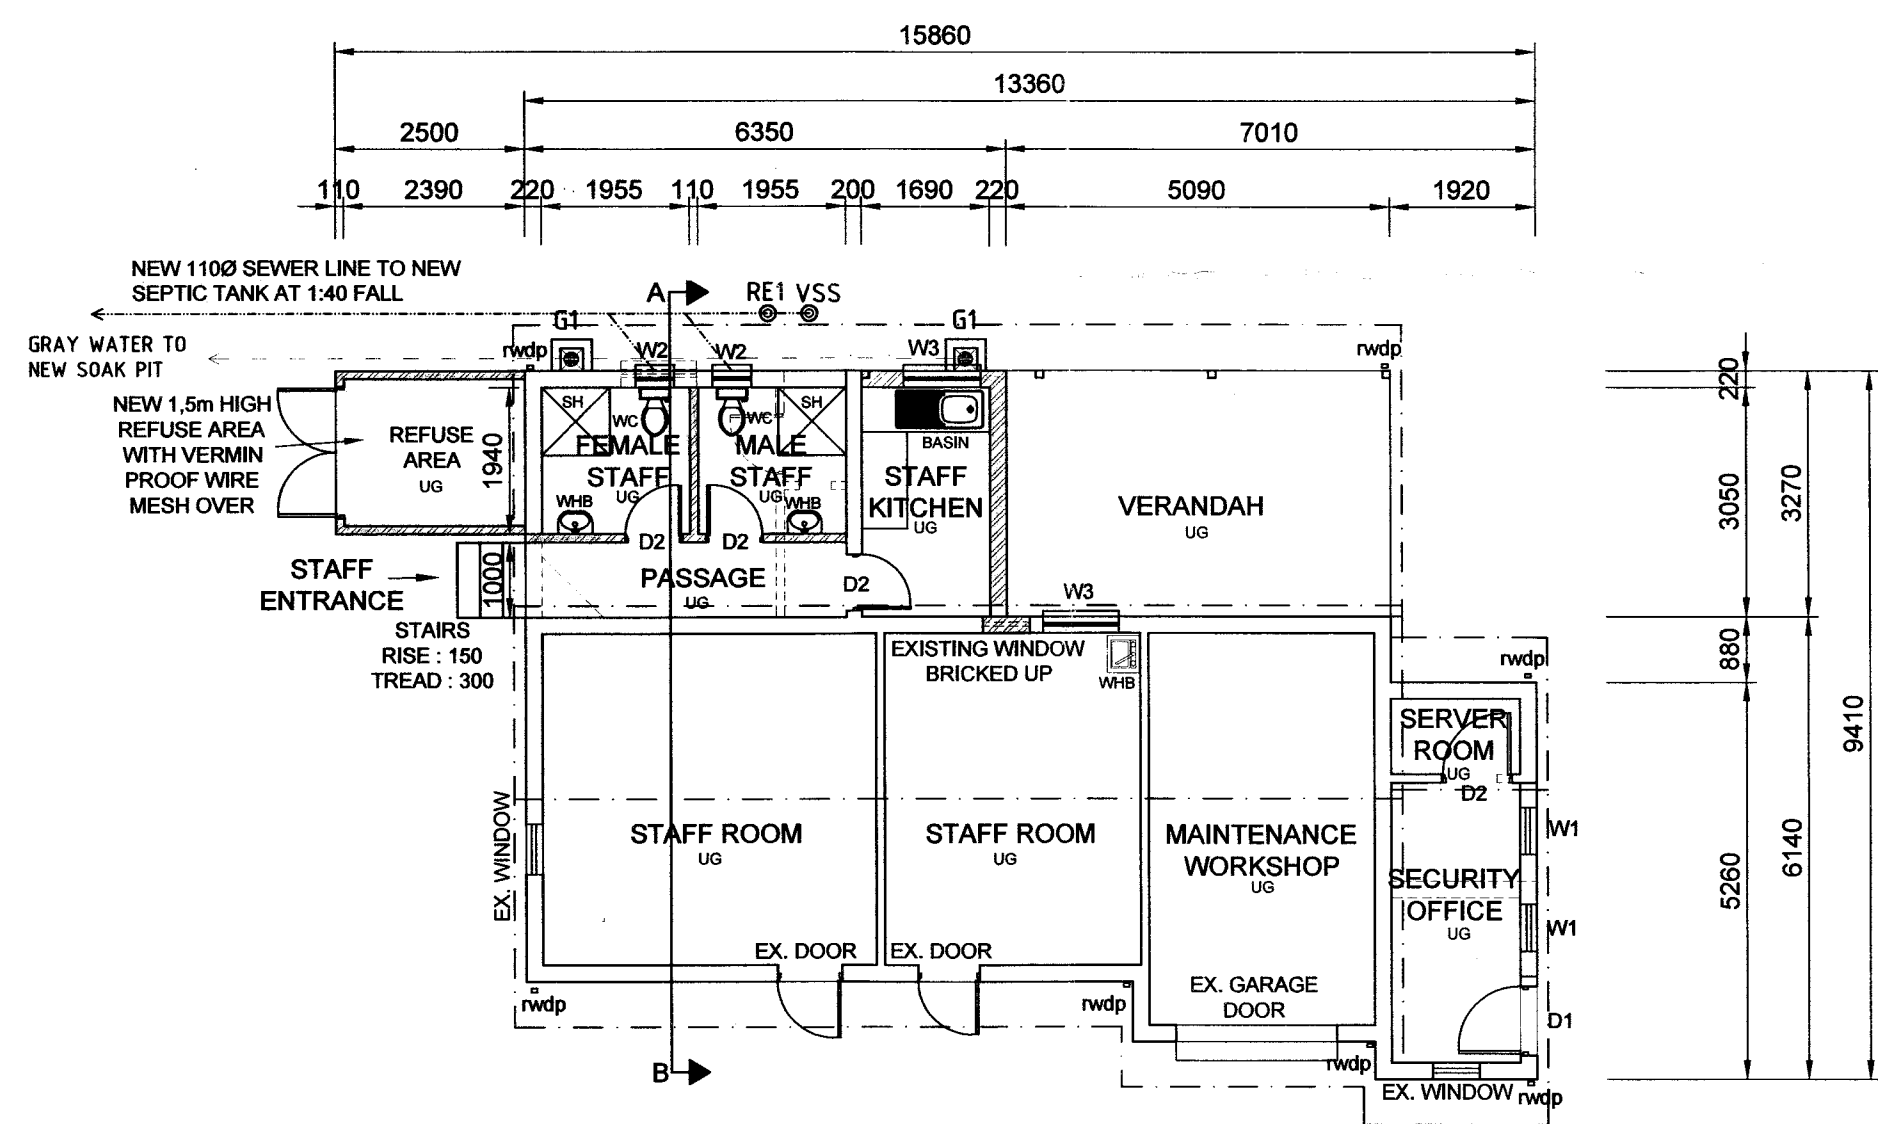 15860
13360
2500 6350 7010
110 2390 220 1955 110 1955 200 1690 220 5090 1920
NEW 110Ø SEWER LINE TO NEW
SEPTIC TANK AT 1:40 FALL
A
RE1 VSS
GRAY WATER TO
NEW SOAK PIT
G1
G1
rwdp
W2
W2
W3
rwdp
NEW 1,5m HIGH
REFUSE AREA
WITH VERMIN
PROOF WIRE
MESH OVER
REFUSE
AREA
UG
1940
SH
WC
FEMALE
STAFF
UG
WHB
SH
WC
MALE
STAFF
UG
WHB
BASIN
STAFF
KITCHEN
UG
VERANDAH
UG
220
3050
3270
D2
D2
D2
STAFF
ENTRANCE
1000
PASSAGE
UG
W3
STAIRS
RISE : 150
TREAD : 300
EXISTING WINDOW
BRICKED UP
WHB
880
9410
rwdp
SERVER
ROOM
UG
D2
EX. WINDOW
STAFF ROOM
UG
STAFF ROOM
UG
MAINTENANCE
WORKSHOP
UG
W1
SECURITY
OFFICE
UG
W1
5260
6140
EX. DOOR
EX. DOOR
EX. GARAGE
DOOR
rwdp
rwdp
D1
B
rwdp
EX. WINDOW
rwdp